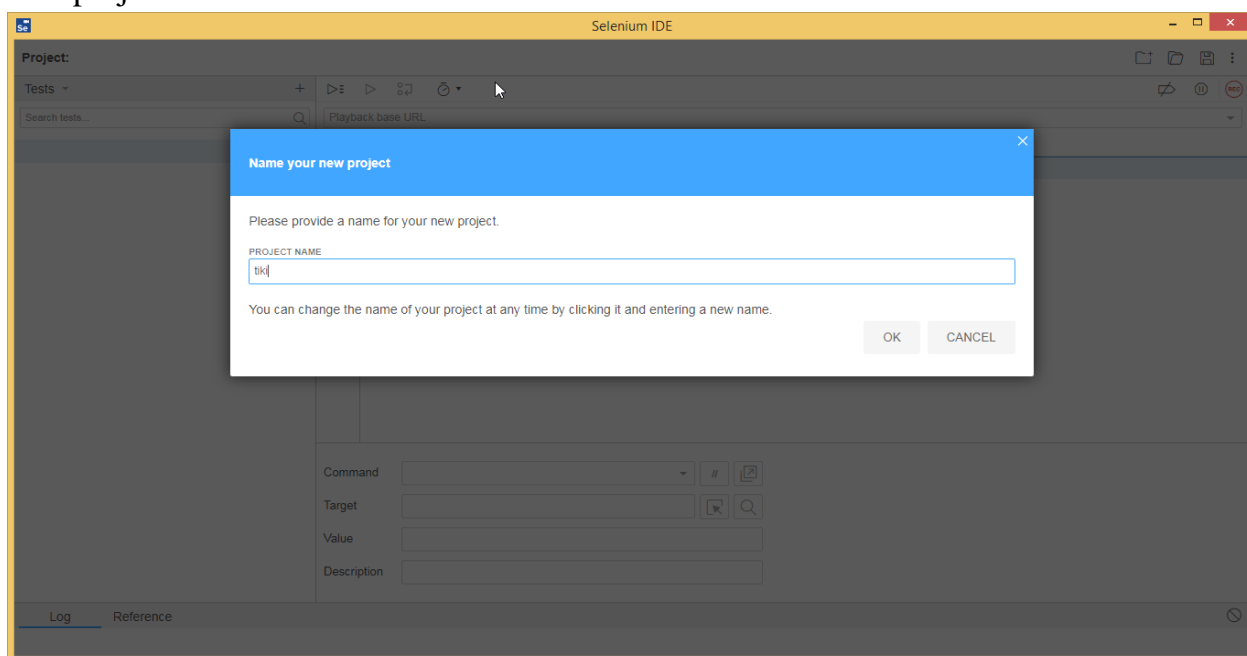 Se
Selenium IDE
Project:
Tests
Search tests...
Playback base URL
REC
Name your new project
Please provide a name for your new project.
PROJECT NAME
tiki
You can change the name of your project at any time by clicking it and entering a new name.
OK CANCEL
Command
//
Target
Value
Description
Log Reference